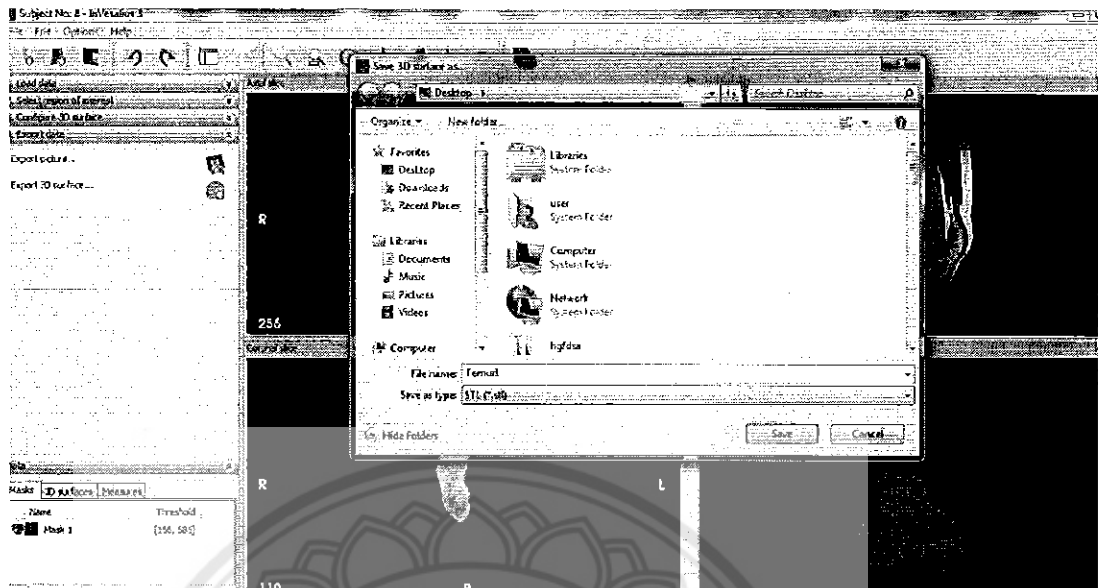 Subject No: 8 - InVesalius 3
File Options Help
Save 3D surface as...
Load data
Select region of interest
Configure 3D surface
Export data
Export picture...
Export 3D surface...
Desktop
Search Desktop
Organize
New folder
Favorites
Desktop
Downloads
Recent Places
Libraries
Documents
Music
Pictures
Videos
Computer
Libraries
System Folder
user
System Folder
Computer
System Folder
Network
System Folder
hgfdsa
File name:
Save as type: STL (*.stl)
Hide Folders
Save
Cancel
R
256
Data
Masks
3D surfaces
Measures
Name
Threshold
Mask 1
R
L
110